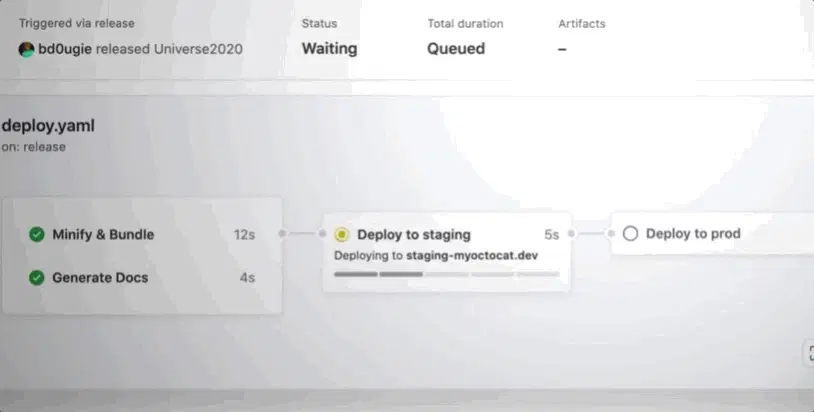 Triggered via release
bd0ugie released Universe2020
Status
Waiting
Total duration
Queued
Artifacts
–
deploy.yaml
on: release
Minify & Bundle 12s
Generate Docs 4s
Deploy to staging 5s
Deploying to staging-myoctocat.dev
Deploy to prod